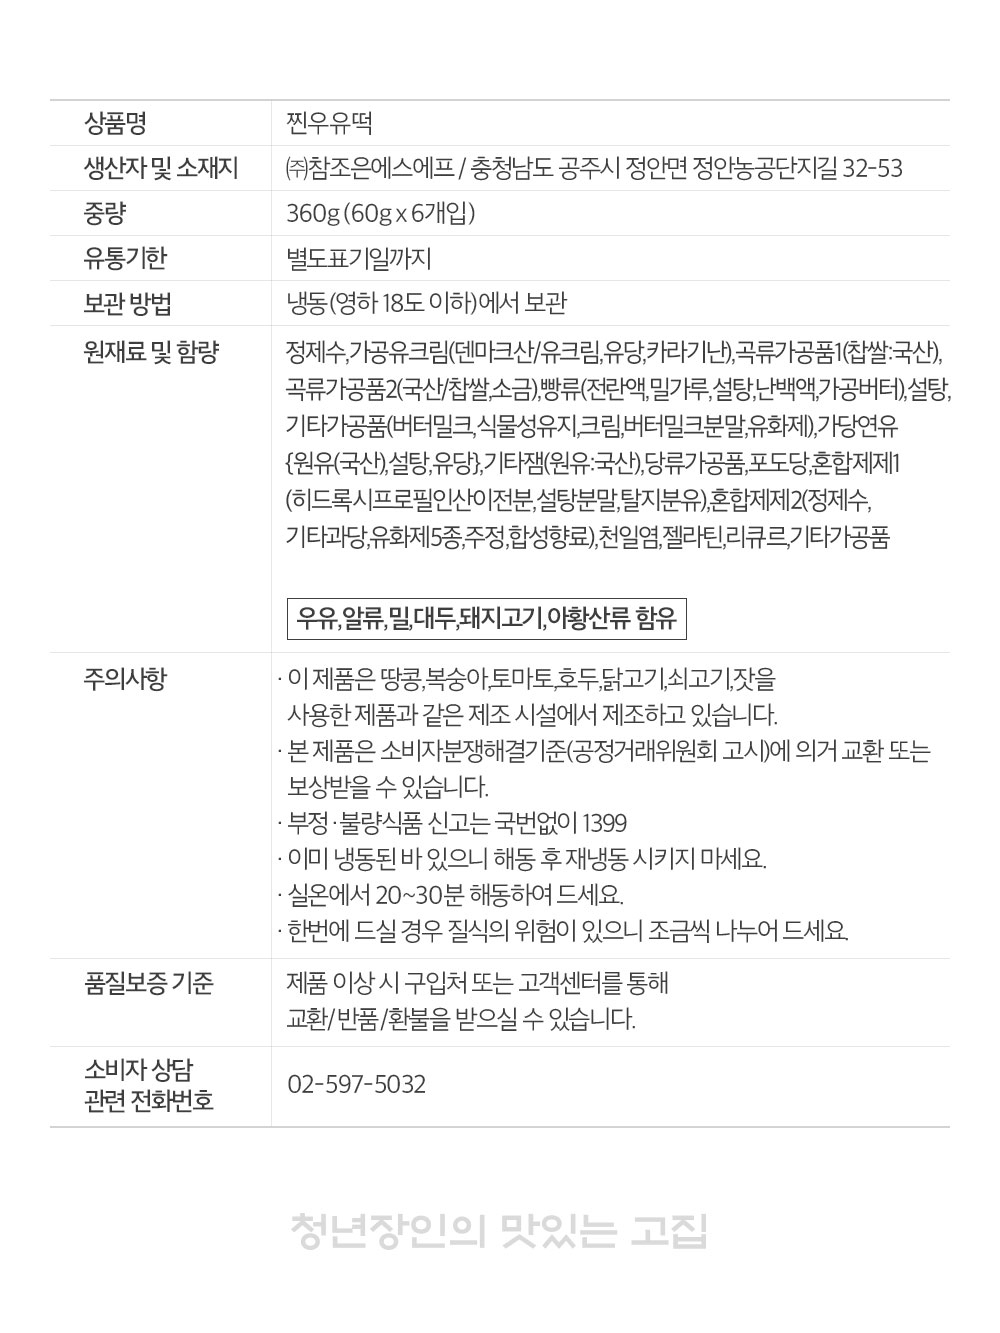 상품명 찐우유떡
생산자 및 소재지 ㈜참조은에스에프 / 충청남도 공주시 정안면 정안농공단지길 32-53
중량 360g (60g x 6개입)
유통기한 별도표기일까지
보관 방법 냉동(영하 18도 이하)에서 보관
원재료 및 함량 정제수,가공유크림(덴마크산/유크림,유당,카라기난),곡류가공품1(찹쌀:국산),
곡류가공품2(국산/찹쌀,소금),빵류(전란액,밀가루,설탕,난백액,가공버터),설탕,
기타가공품(버터밀크,식물성유지,크림,버터밀크분말,유화제),가당연유
{원유(국산),설탕,유당},기타잼(원유:국산),당류가공품,포도당,혼합제제1
(히드록시프로필인산이전분,설탕분말,탈지분유),혼합제제2(정제수,
기타과당,유화제5종,주정,합성향료),천일염,젤라틴,리큐르,기타가공품
우유,알류,밀,대두,돼지고기,아황산류 함유
주의사항 · 이 제품은 땅콩,복숭아,토마토,호두,닭고기,쇠고기,잣을
사용한 제품과 같은 제조 시설에서 제조하고 있습니다.
· 본 제품은 소비자분쟁해결기준(공정거래위원회 고시)에 의거 교환 또는
보상받을 수 있습니다.
· 부정·불량식품 신고는 국번없이 1399
· 이미 냉동된 바 있으니 해동 후 재냉동 시키지 마세요.
· 실온에서 20~30분 해동하여 드세요.
· 한번에 드실 경우 질식의 위험이 있으니 조금씩 나누어 드세요.
품질보증 기준 제품 이상 시 구입처 또는 고객센터를 통해
교환/반품/환불을 받으실 수 있습니다.
소비자 상담
관련 전화번호 02-597-5032
청년장인의 맛있는 고집